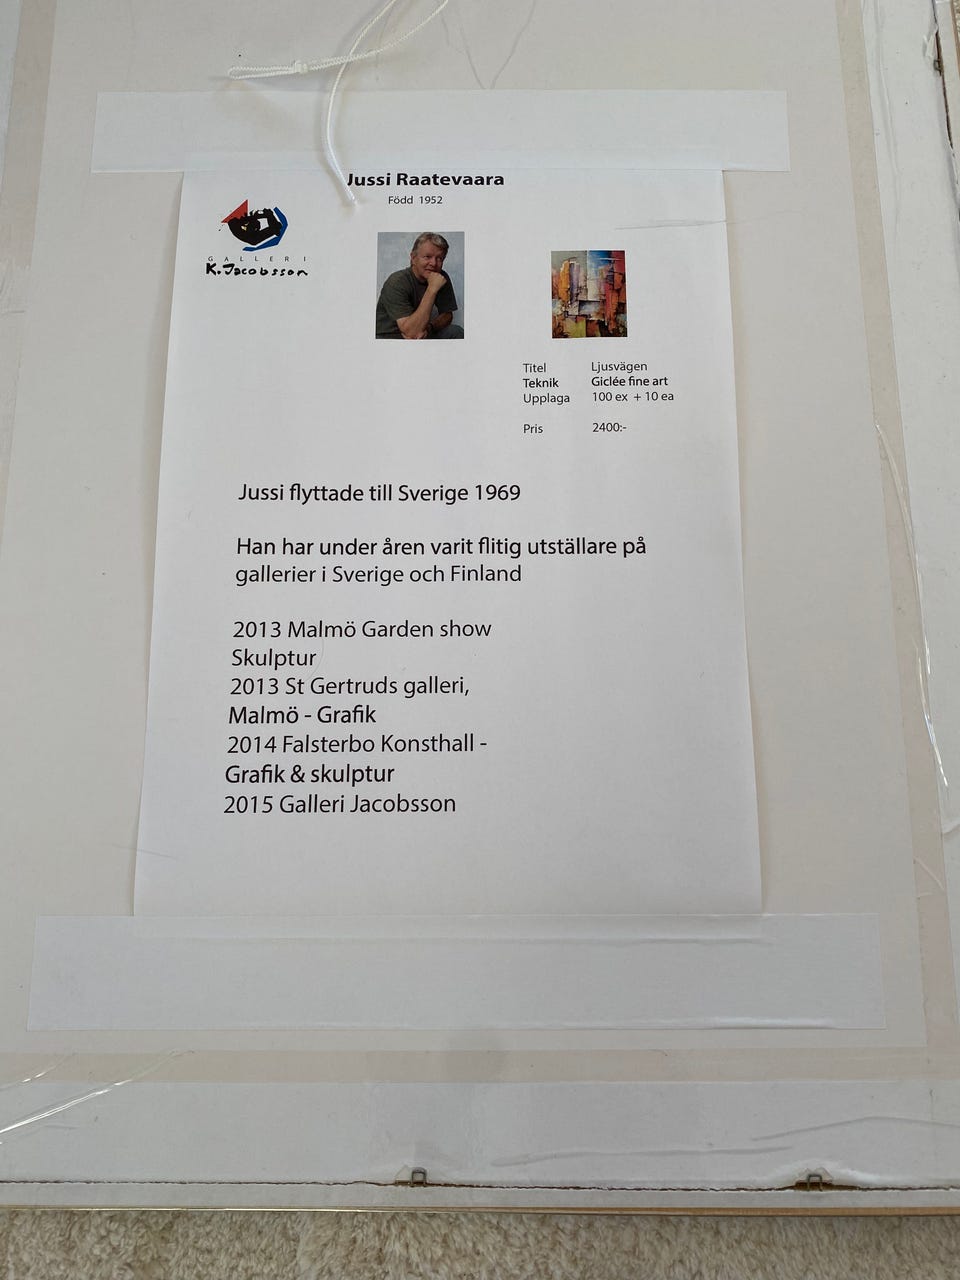 Jussi Raatevaara
Född 1952
GALLERI
K. Jacobsson
Titel Ljusvägen
Teknik Giclée fine art
Upplaga 100 ex + 10 ea
Pris 2400:-
Jussi flyttade till Sverige 1969
Han har under åren varit flitig utställare på
gallerier i Sverige och Finland
2013 Malmö Garden show
Skulptur
2013 St Gertruds galleri,
Malmö - Grafik
2014 Falsterbo Konsthall -
Grafik & skulptur
2015 Galleri Jacobsson